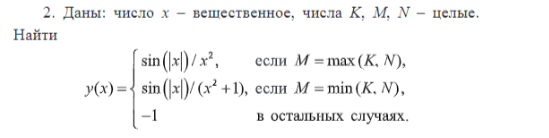 2. Даны: число x – вещественное, числа K, M, N – целые.
Найти
sin(|x|)/x², если M = max(K, N),
y(x) = { sin(|x|)/(x² +1), если M = min(K, N),
−1 в остальных случаях.